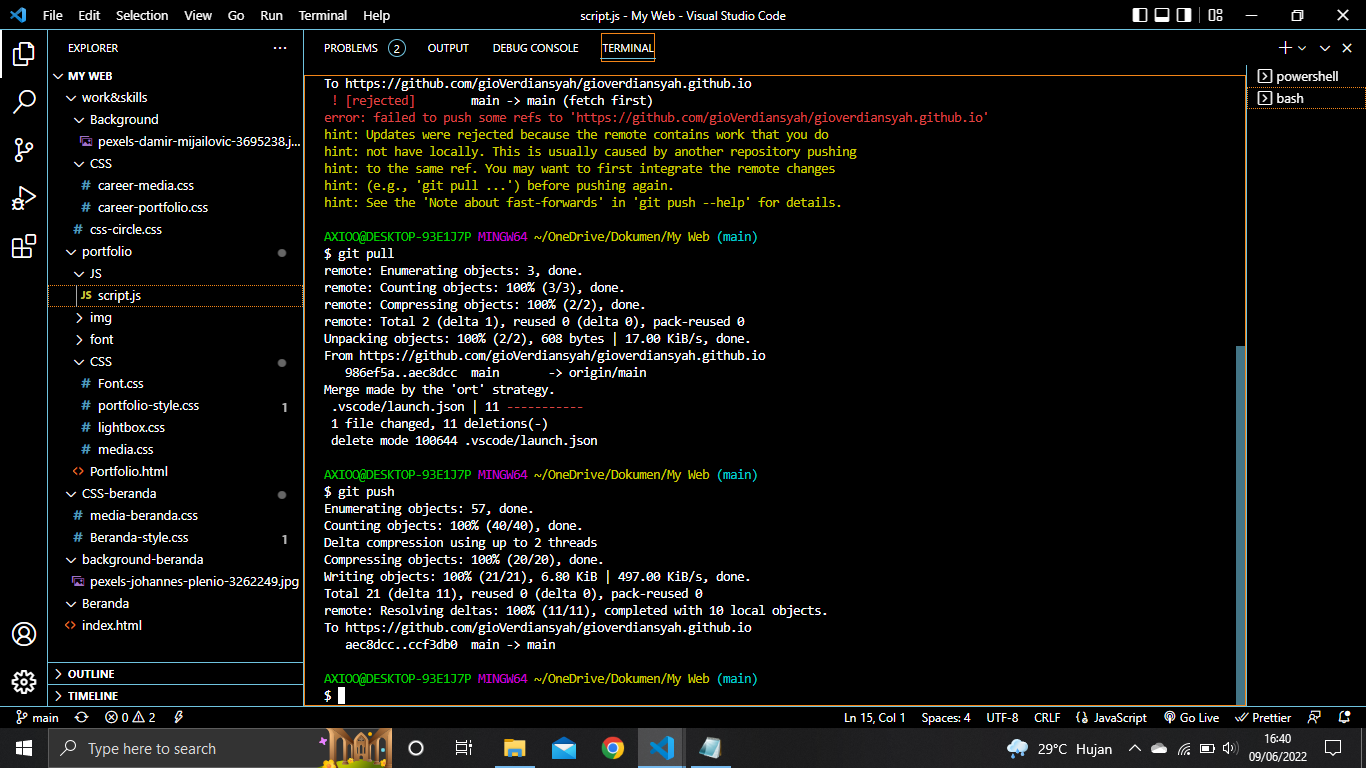 File Edit Selection View Go Run Terminal Help script.js - My Web - Visual Studio Code
EXPLORER
MY WEB
work&skills
Background
pexels-damir-mijailovic-3695238.j...
CSS
# career-media.css
# career-portfolio.css
# css-circle.css
portfolio
JS
JS script.js
img
font
CSS
# Font.css
# portfolio-style.css 1
# lightbox.css
# media.css
<> Portfolio.html
CSS-beranda
# media-beranda.css
# Beranda-style.css 1
background-beranda
pexels-johannes-plenio-3262249.jpg
Beranda
<> index.html
OUTLINE
TIMELINE
PROBLEMS 2 OUTPUT DEBUG CONSOLE TERMINAL
To https://github.com/gioVerdiansyah/gioverdiansyah.github.io
! [rejected] main -> main (fetch first)
error: failed to push some refs to 'https://github.com/gioVerdiansyah/gioverdiansyah.github.io'
hint: Updates were rejected because the remote contains work that you do
hint: not have locally. This is usually caused by another repository pushing
hint: to the same ref. You may want to first integrate the remote changes
hint: (e.g., 'git pull ...') before pushing again.
hint: See the 'Note about fast-forwards' in 'git push --help' for details.
AXIOO@DESKTOP-93E1J7P MINGW64 ~/OneDrive/Dokumen/My Web (main)
$ git pull
remote: Enumerating objects: 3, done.
remote: Counting objects: 100% (3/3), done.
remote: Compressing objects: 100% (2/2), done.
remote: Total 2 (delta 1), reused 0 (delta 0), pack-reused 0
Unpacking objects: 100% (2/2), 608 bytes | 17.00 KiB/s, done.
From https://github.com/gioVerdiansyah/gioverdiansyah.github.io
986ef5a..aec8dcc main -> origin/main
Merge made by the 'ort' strategy.
.vscode/launch.json | 11 -----------
1 file changed, 11 deletions(-)
delete mode 100644 .vscode/launch.json
AXIOO@DESKTOP-93E1J7P MINGW64 ~/OneDrive/Dokumen/My Web (main)
$ git push
Enumerating objects: 57, done.
Counting objects: 100% (40/40), done.
Delta compression using up to 2 threads
Compressing objects: 100% (20/20), done.
Writing objects: 100% (21/21), 6.80 KiB | 497.00 KiB/s, done.
Total 21 (delta 11), reused 0 (delta 0), pack-reused 0
remote: Resolving deltas: 100% (11/11), completed with 10 local objects.
To https://github.com/gioVerdiansyah/gioverdiansyah.github.io
aec8dcc..ccf3db0 main -> main
AXIOO@DESKTOP-93E1J7P MINGW64 ~/OneDrive/Dokumen/My Web (main)
$
powershell
bash
main 0 2 Ln 15, Col 1 Spaces: 4 UTF-8 CRLF JavaScript Go Live Prettier
Type here to search 29°C Hujan 16:40
09/06/2022